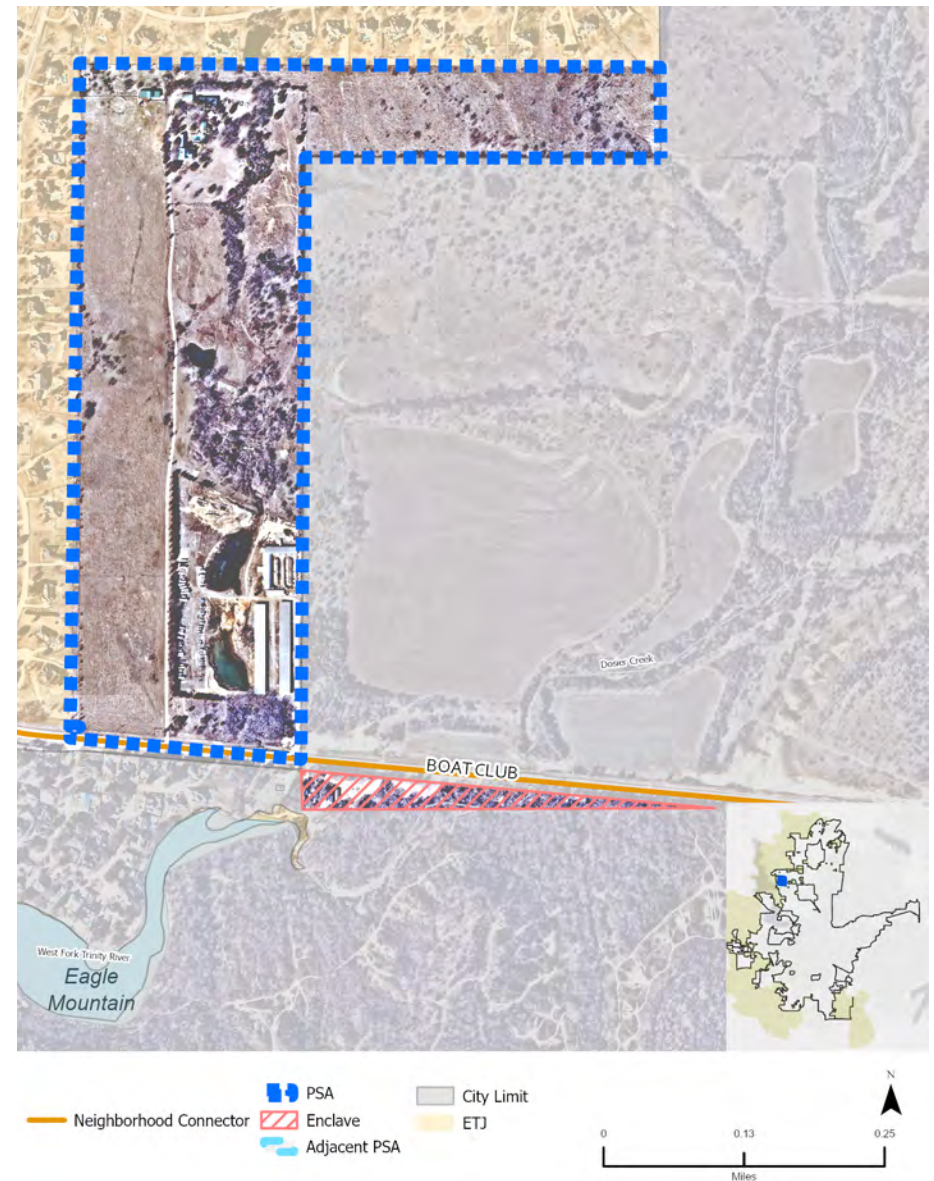 Dosier Creek
BOAT CLUB
West Fork Trinity River
Eagle
Mountain
Neighborhood Connector
PSA
Enclave
Adjacent PSA
City Limit
ETJ
N
0
0.13
0.25
Miles